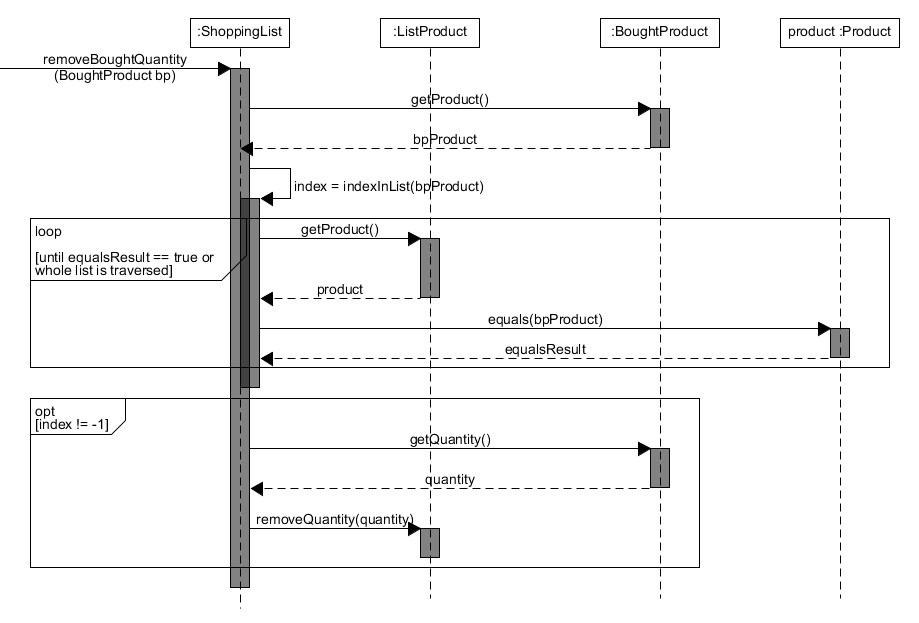 :ShoppingList
:ListProduct
:BoughtProduct
product :Product
removeBoughtQuantity
(BoughtProduct bp)
getProduct()
bpProduct
index = indexInList(bpProduct)
loop
[until equalsResult == true or
whole list is traversed]
getProduct()
product
equals(bpProduct)
equalsResult
opt
[index != -1]
getQuantity()
quantity
removeQuantity(quantity)